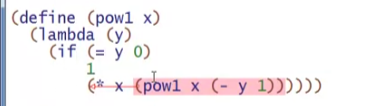 (define (pow1 x)
(lambda (y)
(if (= y 0)
1
(* x (pow1 x (- y 1))))))